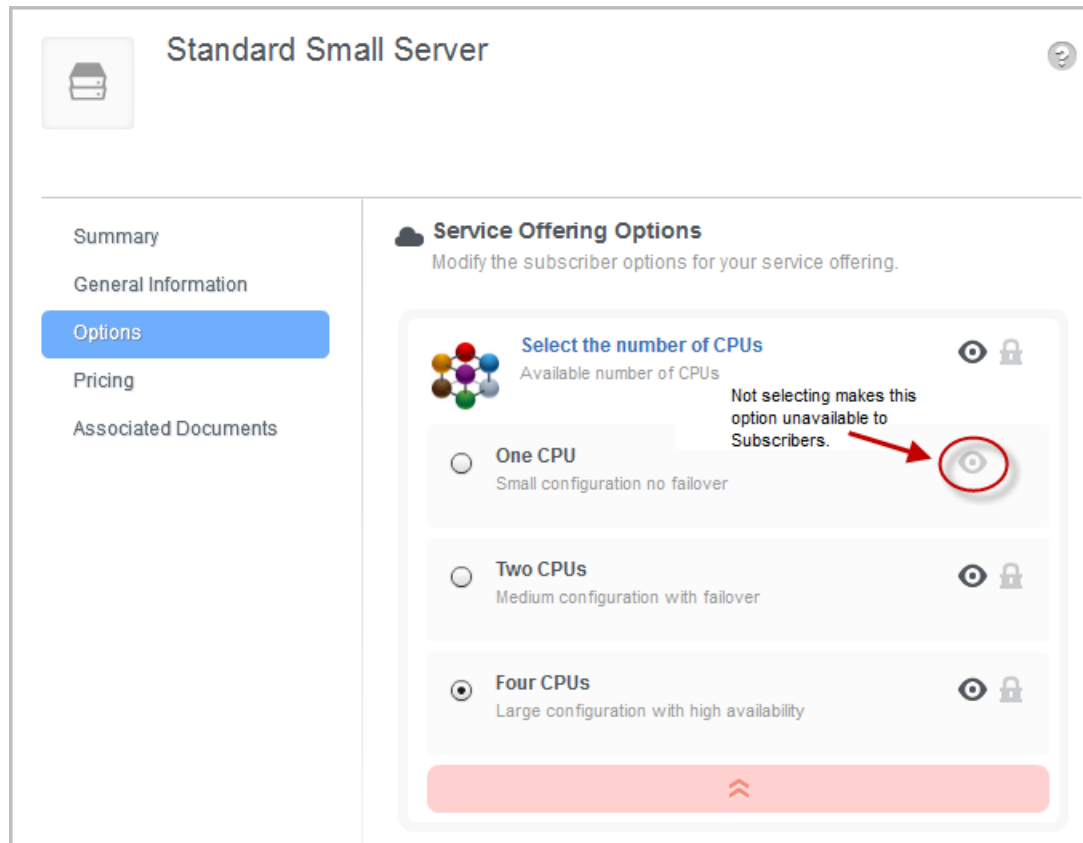 Standard Small Server
Summary
General Information
Options
Pricing
Associated Documents
Service Offering Options
Modify the subscriber options for your service offering.
Select the number of CPUs
Available number of CPUs
Not selecting makes this
option unavailable to
Subscribers.
One CPU
Small configuration no failover
Two CPUs
Medium configuration with failover
Four CPUs
Large configuration with high availability